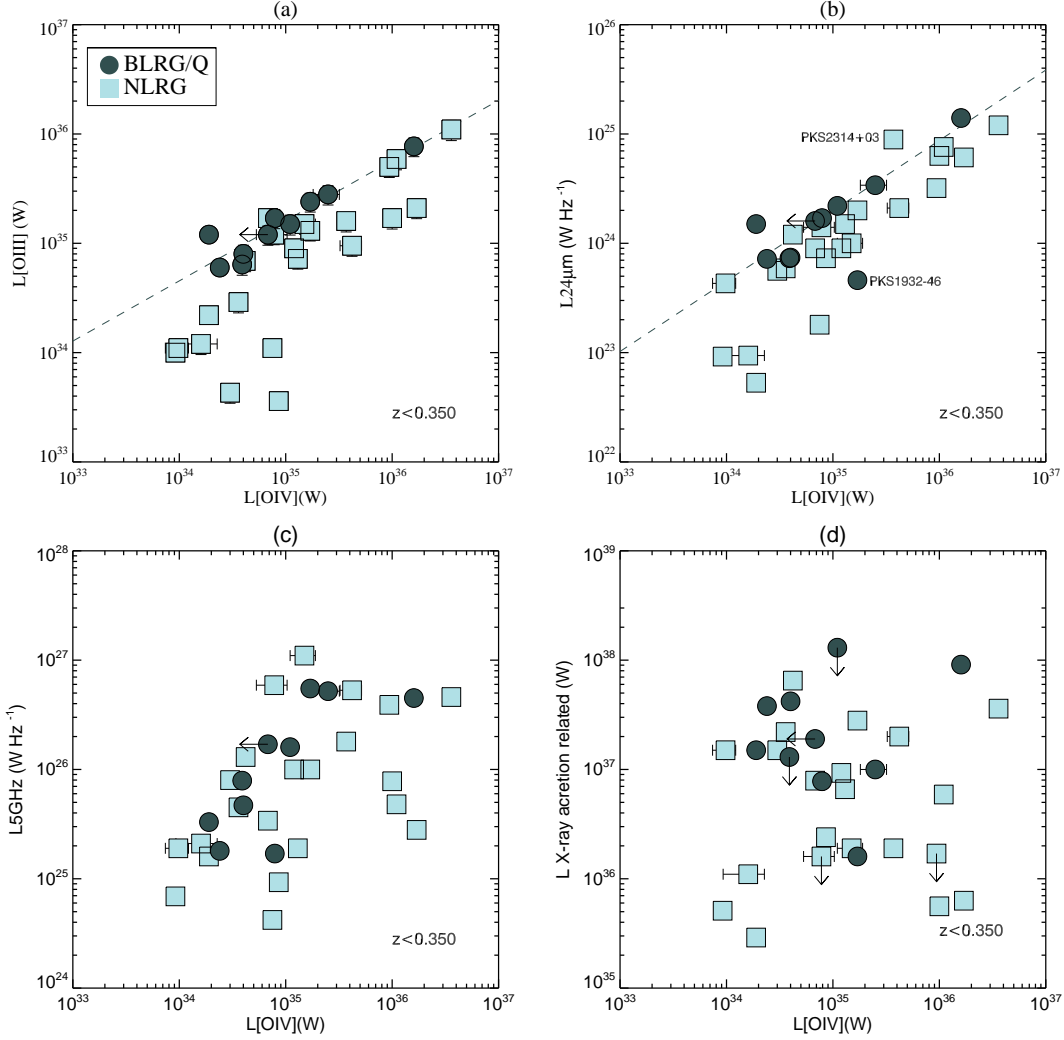 (a)
10^37
10^36
10^35
10^34
10^33
L[OIII] (W)
BLRG/Q
NLRG
z<0.350
10^33 10^34 10^35 10^36 10^37
L[OIV](W)
(b)
10^26
10^25
10^24
10^23
10^22
L24μm (W Hz^-1)
PKS2314+03
PKS1932-46
z<0.350
10^33 10^34 10^35 10^36 10^37
L[OIV](W)
(c)
10^28
10^27
10^26
10^25
10^24
L5GHz (W Hz^-1)
z<0.350
10^33 10^34 10^35 10^36 10^37
L[OIV](W)
(d)
10^39
10^38
10^37
10^36
10^35
L X-ray acretion related (W)
z<0.350
10^33 10^34 10^35 10^36 10^37
L[OIV](W)